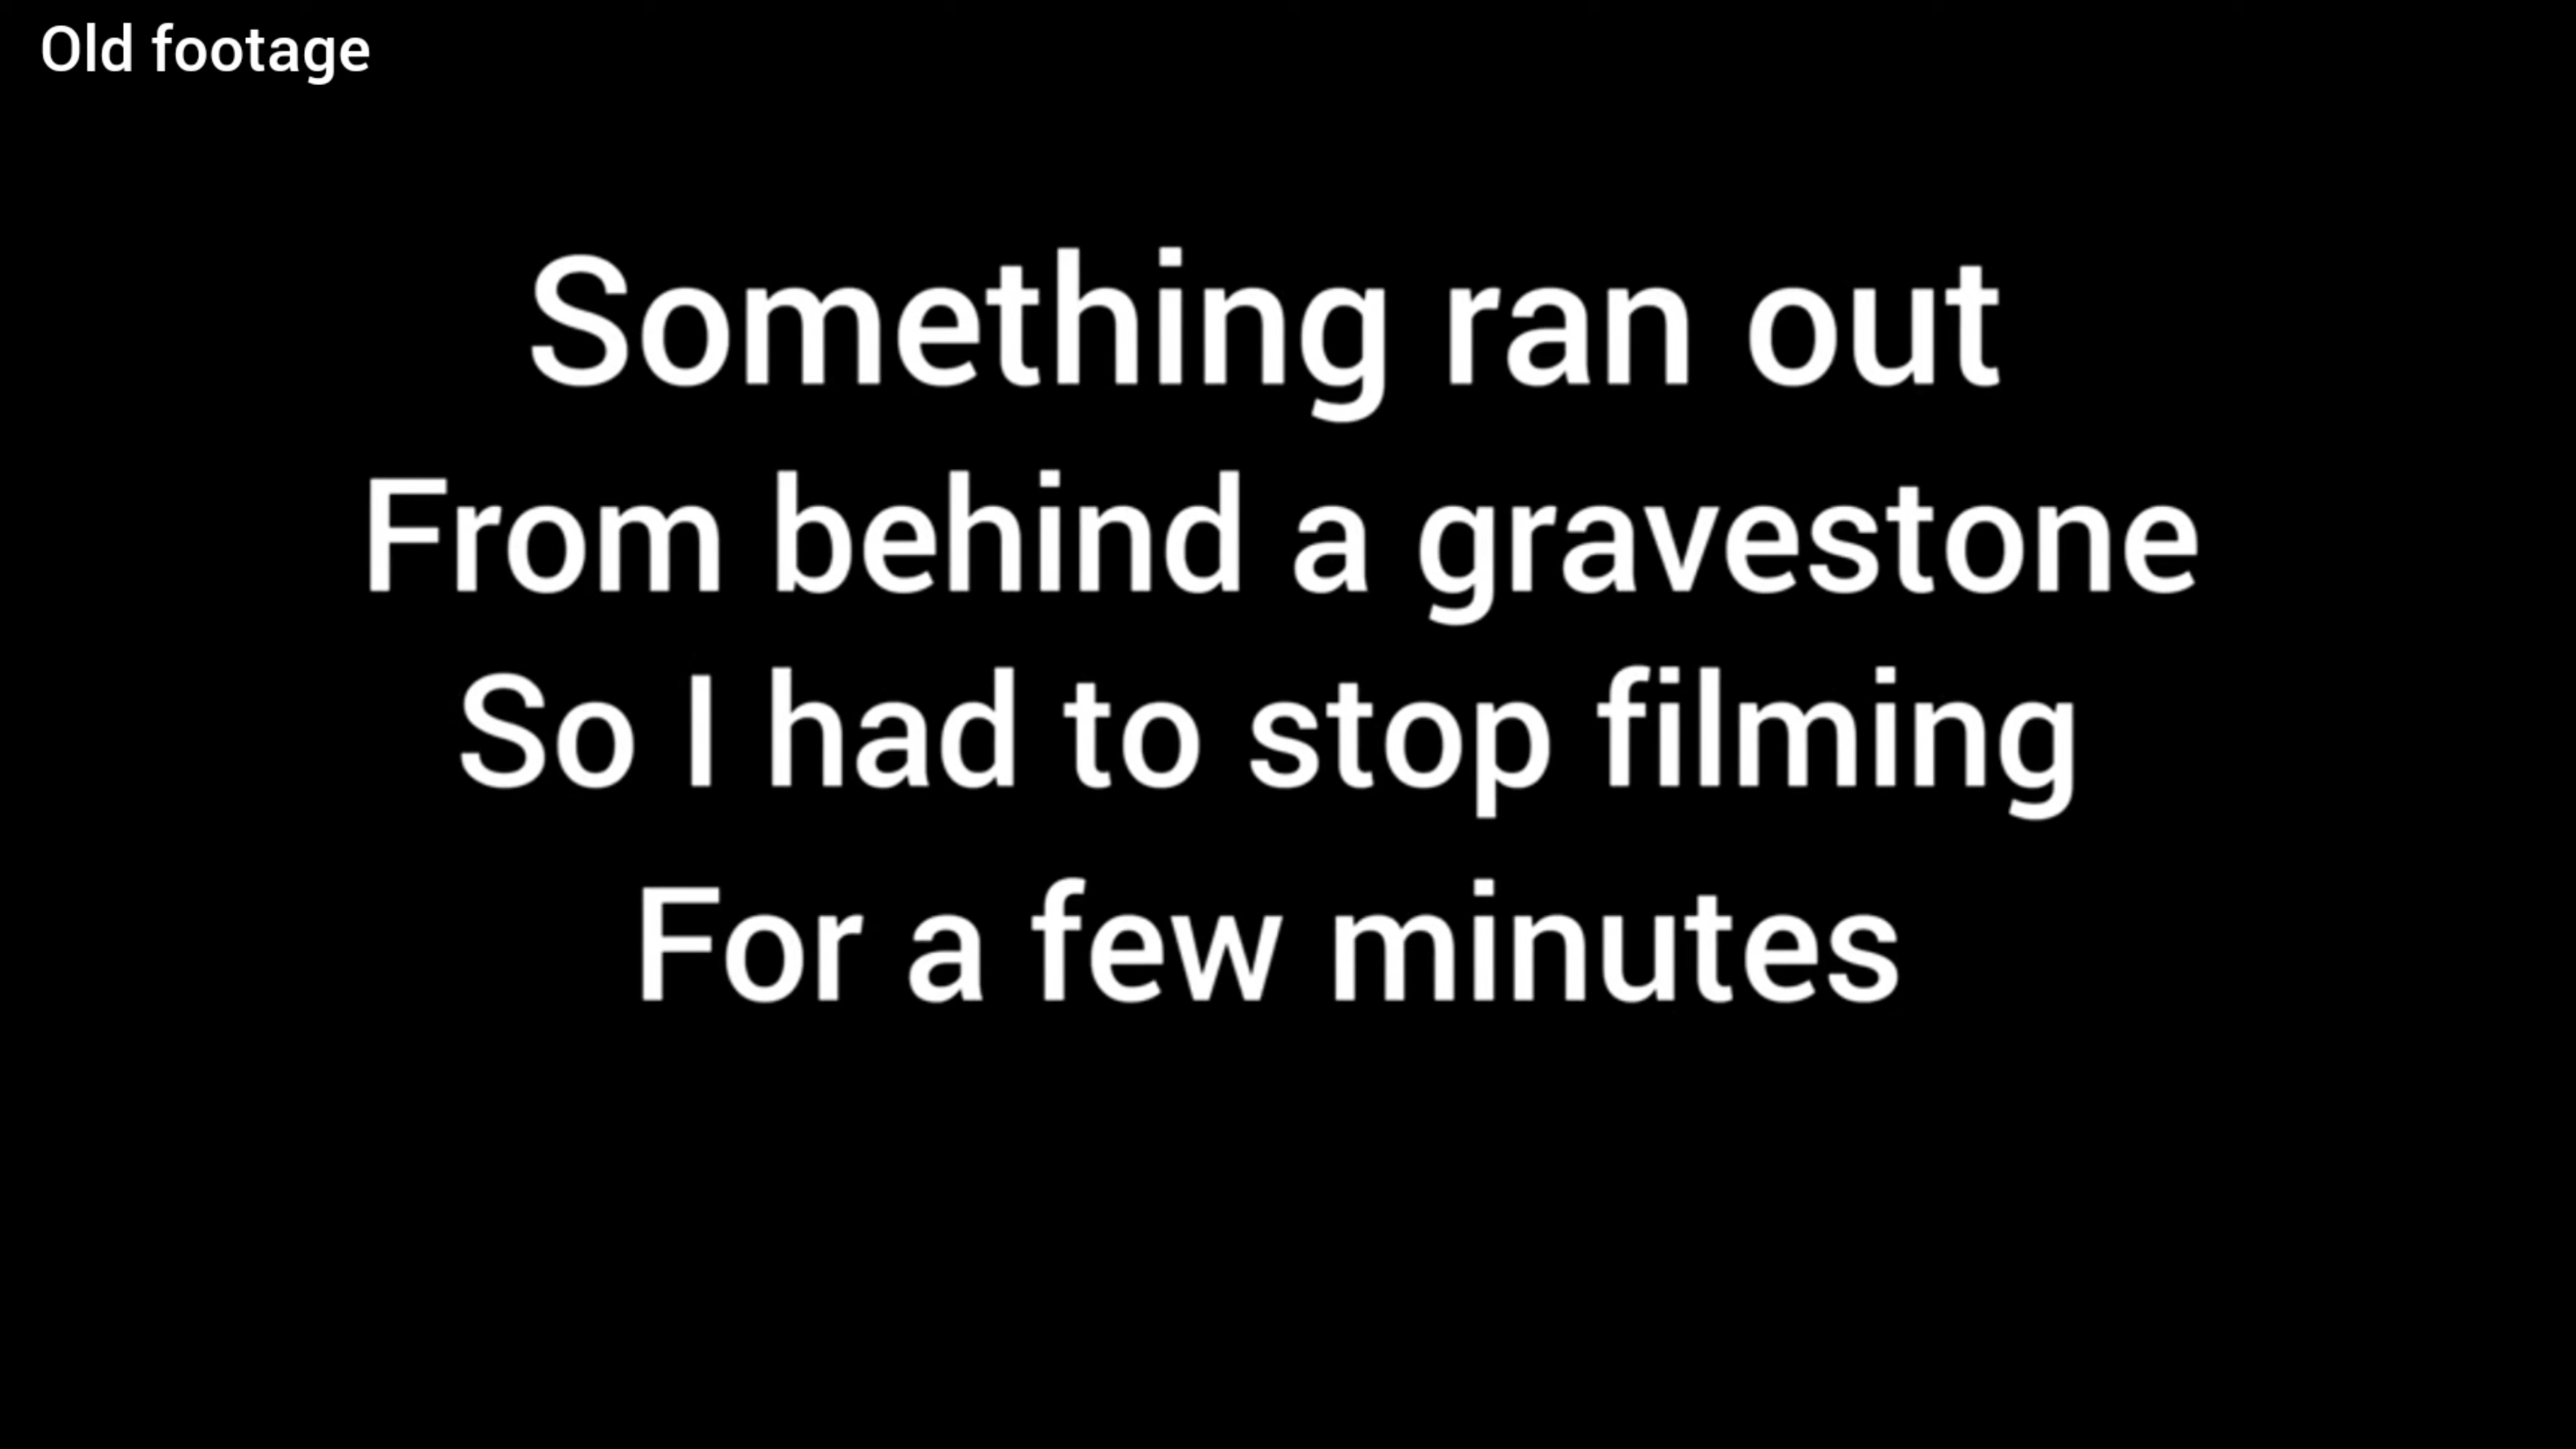 Old footage
Something ran out
From behind a gravestone
So I had to stop filming
For a few minutes